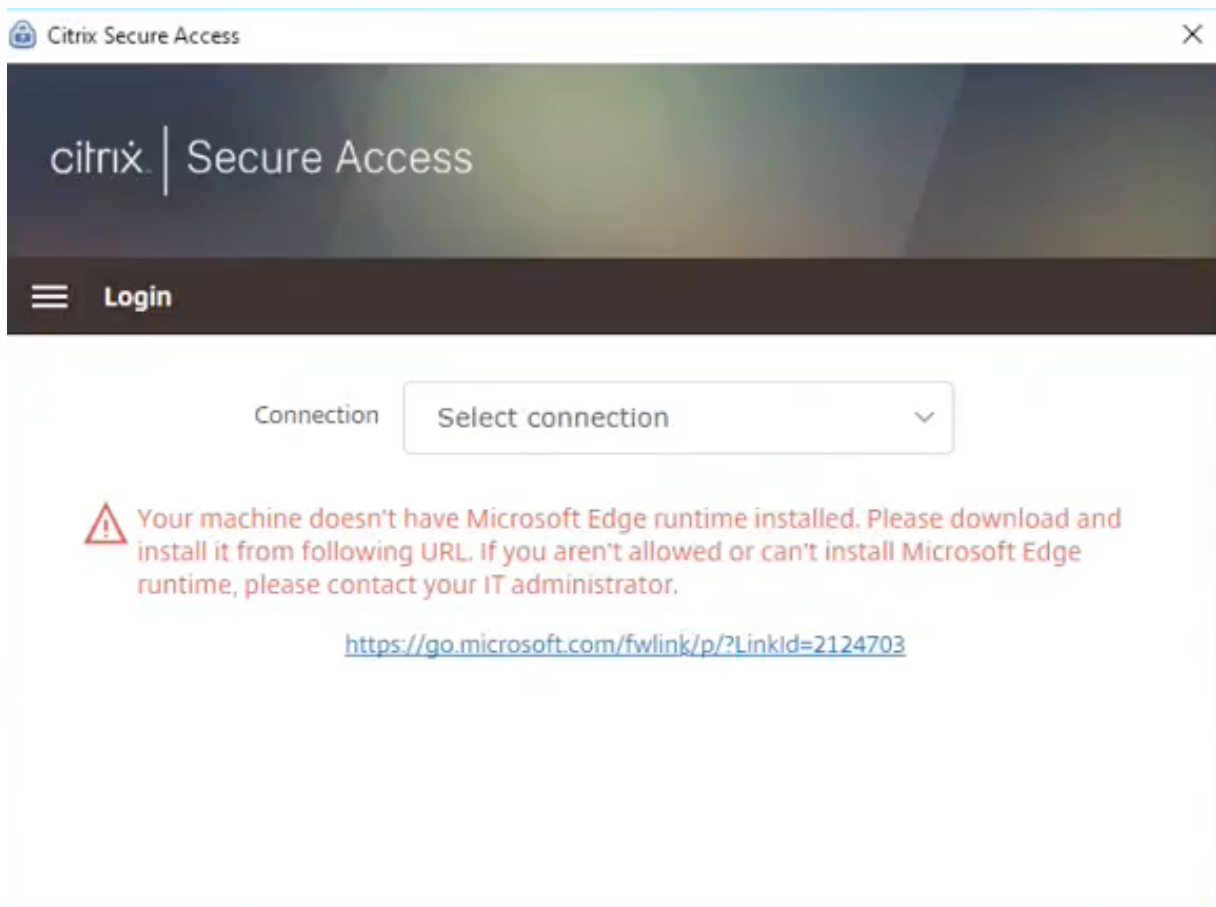 Citrix Secure Access
citrix. | Secure Access
Login
Connection
Select connection
Your machine doesn't have Microsoft Edge runtime installed. Please download and
install it from following URL. If you aren't allowed or can't install Microsoft Edge
runtime, please contact your IT administrator.
https://go.microsoft.com/fwlink/p/?LinkId=2124703